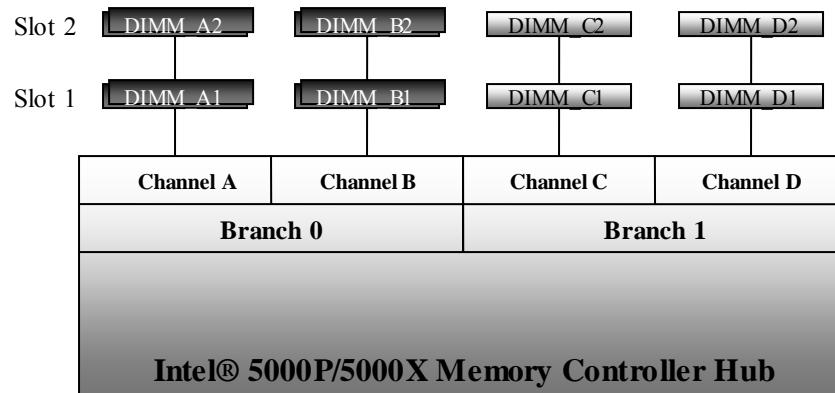 Slot 2 DIMM_A2 DIMM_B2 DIMM_C2 DIMM_D2
Slot 1 DIMM_A1 DIMM_B1 DIMM_C1 DIMM_D1
Channel A Channel B Channel C Channel D
Branch 0 Branch 1
Intel® 5000P/5000X Memory Controller Hub